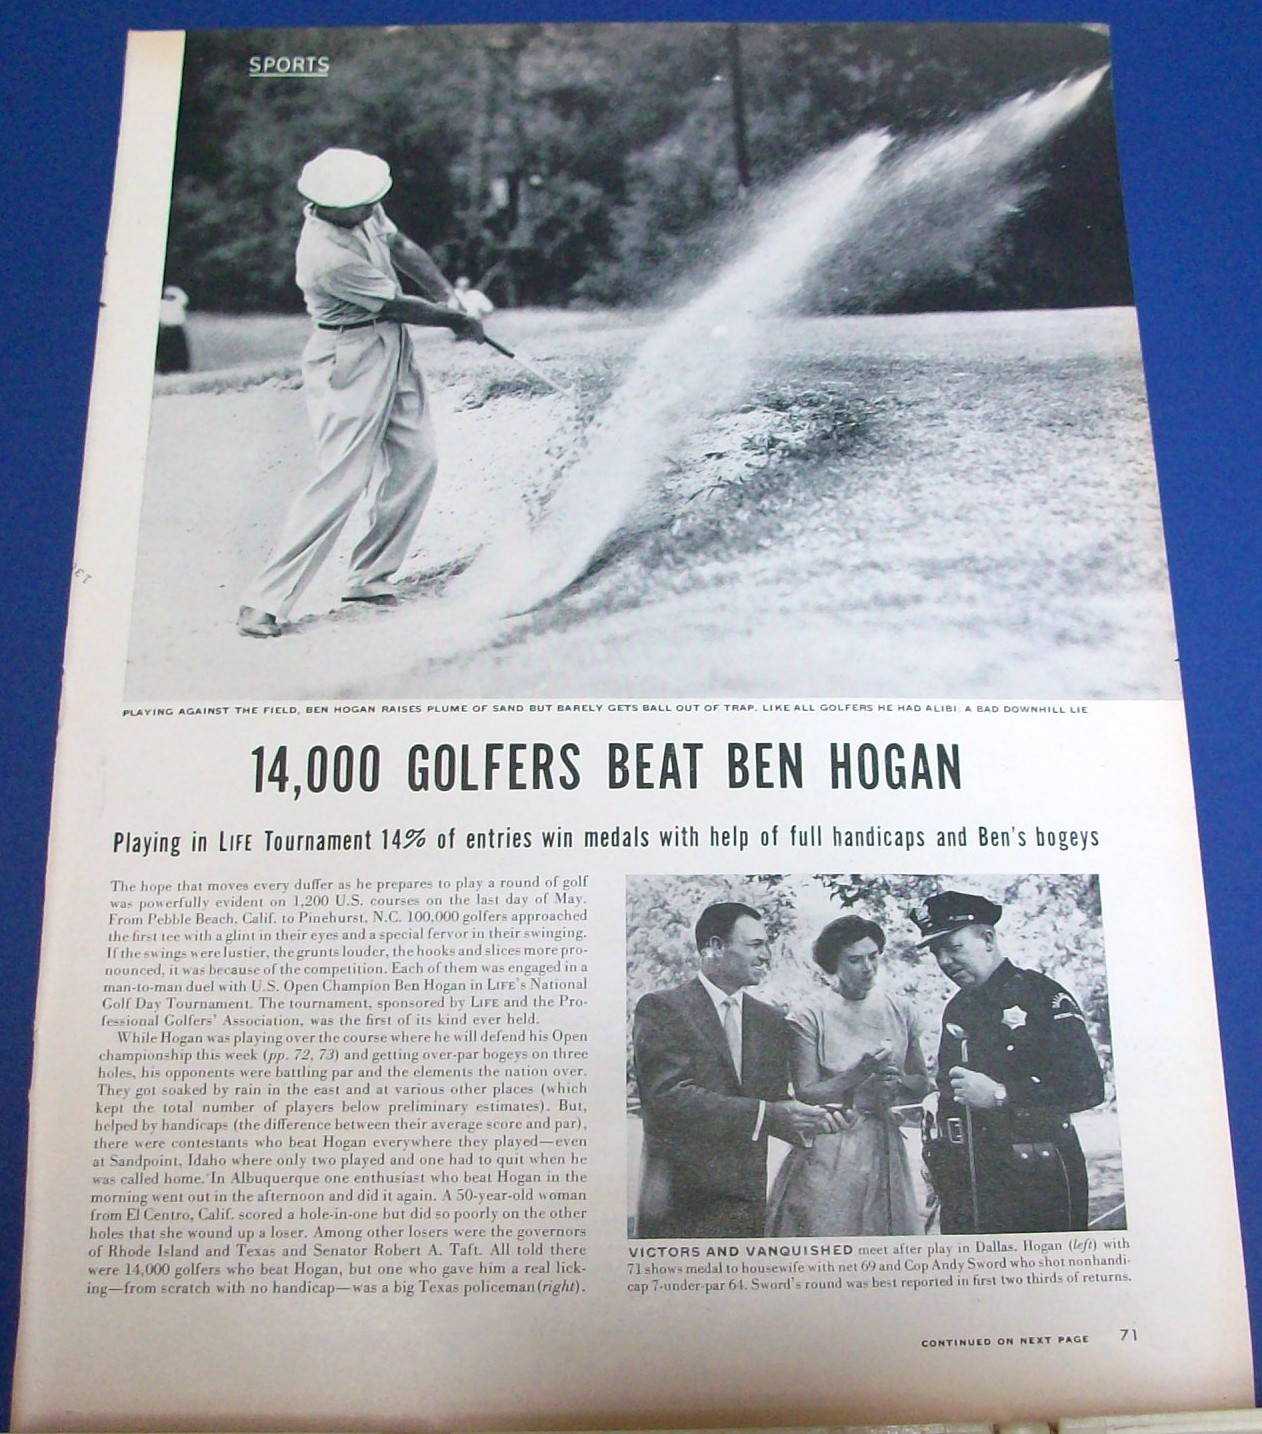 SPORTS
PLAYING AGAINST THE FIELD, BEN HOGAN RAISES PLUME OF SAND BUT BARELY GETS BALL OUT OF TRAP. LIKE ALL GOLFERS HE HAD ALIBI: A BAD DOWNHILL LIE
14,000 GOLFERS BEAT BEN HOGAN
Playing in LIFE Tournament 14% of entries win medals with help of full handicaps and Ben's bogeys
The hope that moves every duffer as he prepares to play a round of golf
was powerfully evident on 1,200 U.S. courses on the last day of May.
From Pebble Beach, Calif. to Pinehurst, N.C. 100,000 golfers approached
the first tee with a glint in their eyes and a special fervor in their swinging.
If the swings were lustier, the grunts louder, the hooks and slices more pro-
nounced, it was because of the competition. Each of them was engaged in a
man-to-man duel with U.S. Open Champion Ben Hogan in LIFE's National
Golf Day Tournament. The tournament, sponsored by LIFE and the Pro-
fessional Golfers' Association, was the first of its kind ever held.
While Hogan was playing over the course where he will defend his Open
championship this week (pp. 72, 73) and getting over-par bogeys on three
holes, his opponents were battling par and the elements the nation over.
They got soaked by rain in the east and at various other places (which
kept the total number of players below preliminary estimates). But,
helped by handicaps (the difference between their average score and par),
there were contestants who beat Hogan everywhere they played—even
at Sandpoint, Idaho where only two played and one had to quit when he
was called home. In Albuquerque one enthusiast who beat Hogan in the
morning went out in the afternoon and did it again. A 50-year-old woman
from El Centro, Calif. scored a hole-in-one but did so poorly on the other
holes that she wound up a loser. Among other losers were the governors
of Rhode Island and Texas and Senator Robert A. Taft. All told there
were 14,000 golfers who beat Hogan, but one who gave him a real lick-
ing—from scratch with no handicap—was a big Texas policeman (right).
VICTORS AND VANQUISHED meet after play in Dallas. Hogan (left) with
71 shows medal to housewife with net 69 and Cop Andy Sword who shot nonhandi-
cap 7-under-par 64. Sword's round was best reported in first two thirds of returns.
CONTINUED ON NEXT PAGE 71